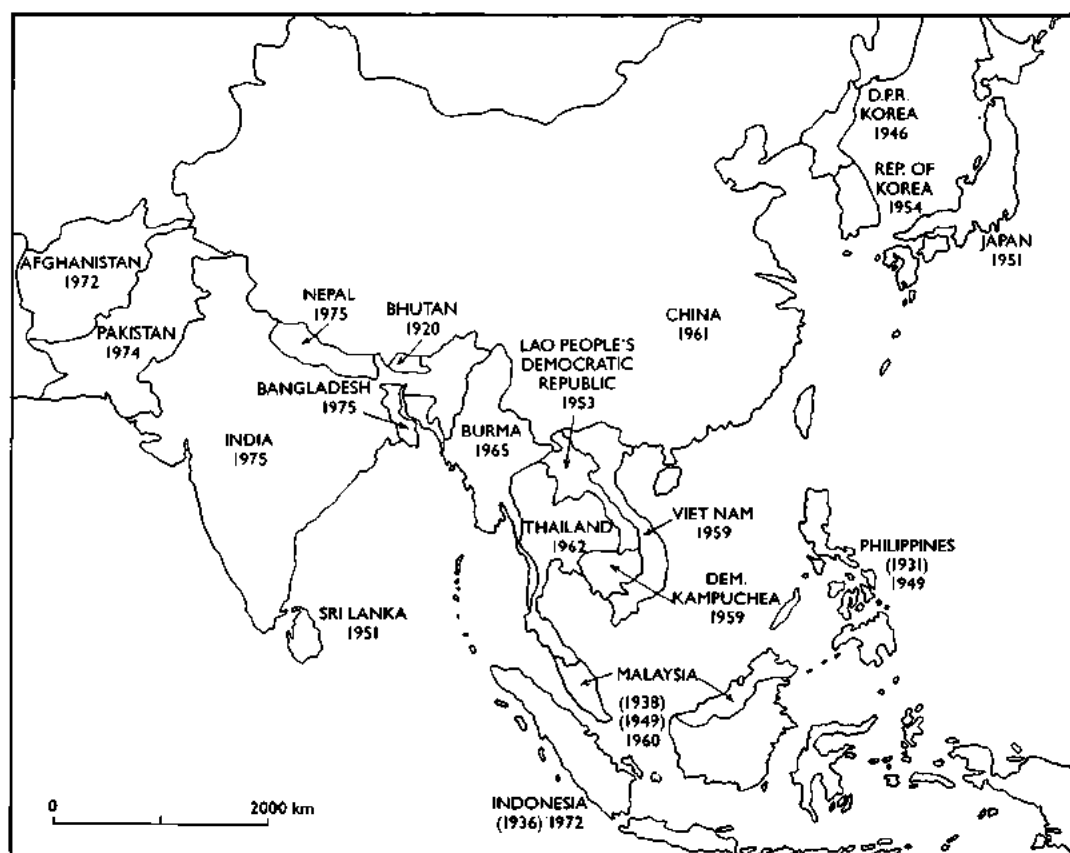 D.P.R.
KOREA
1946
REP. OF
KOREA
1954
JAPAN
1951
AFGHANISTAN
1972
PAKISTAN
1974
NEPAL
1975
BHUTAN
1920
CHINA
1961
LAO PEOPLE'S
DEMOCRATIC
REPUBLIC
1953
BANGLADESH
1975
INDIA
1975
BURMA
1965
THAILAND
1962
VIET NAM
1959
DEM.
KAMPUCHEA
1959
PHILIPPINES
(1931)
1949
SRI LANKA
1951
MALAYSIA
(1938)
(1949)
1960
INDONESIA
(1936) 1972
0 2000 km